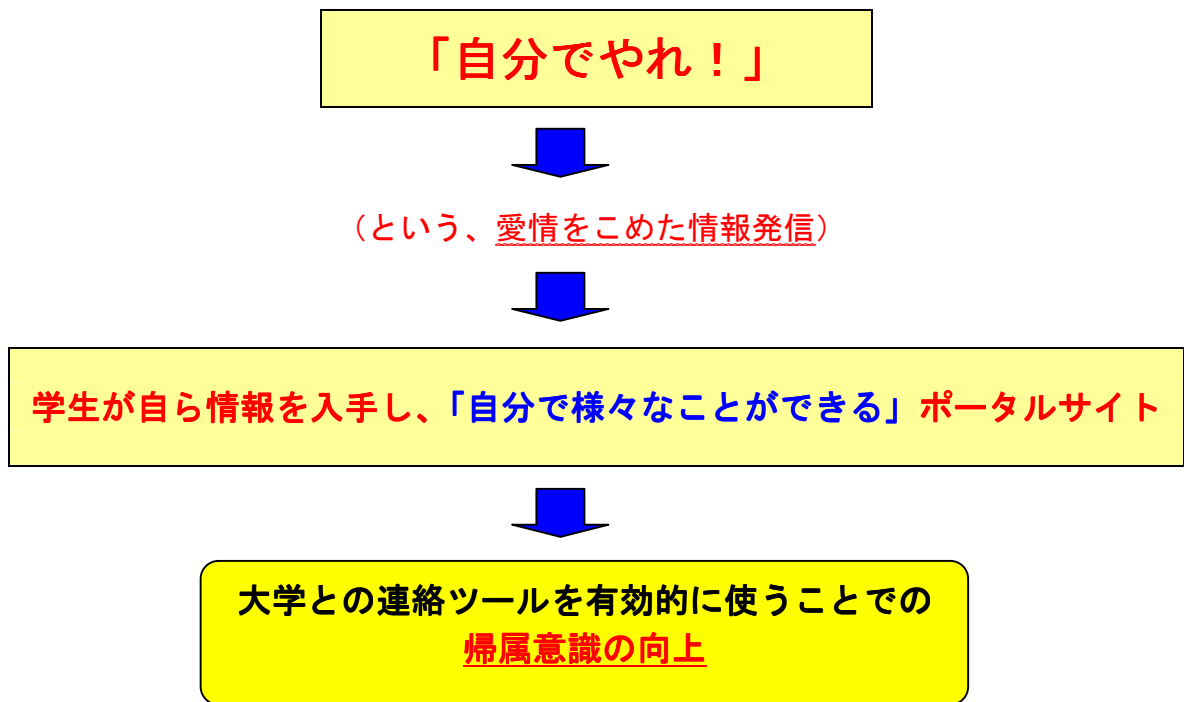 「自分でやれ！」
（という、愛情をこめた情報発信）
学生が自ら情報を入手し、「自分で様々なことができる」ポータルサイト
大学との連絡ツールを有効的に使うことでの
帰属意識の向上